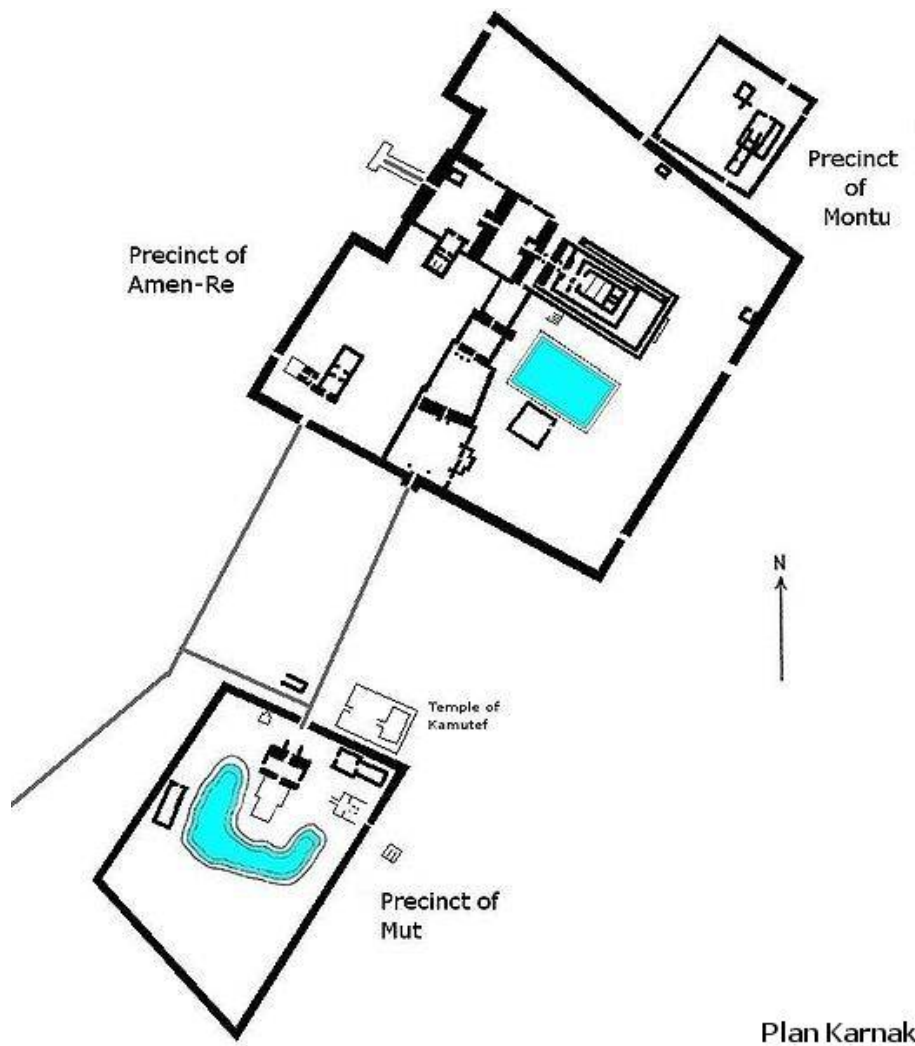 Precinct
of
Montu
Precinct of
Amen-Re
N
Temple of
Kamutef
Precinct of
Mut
Plan Karnak